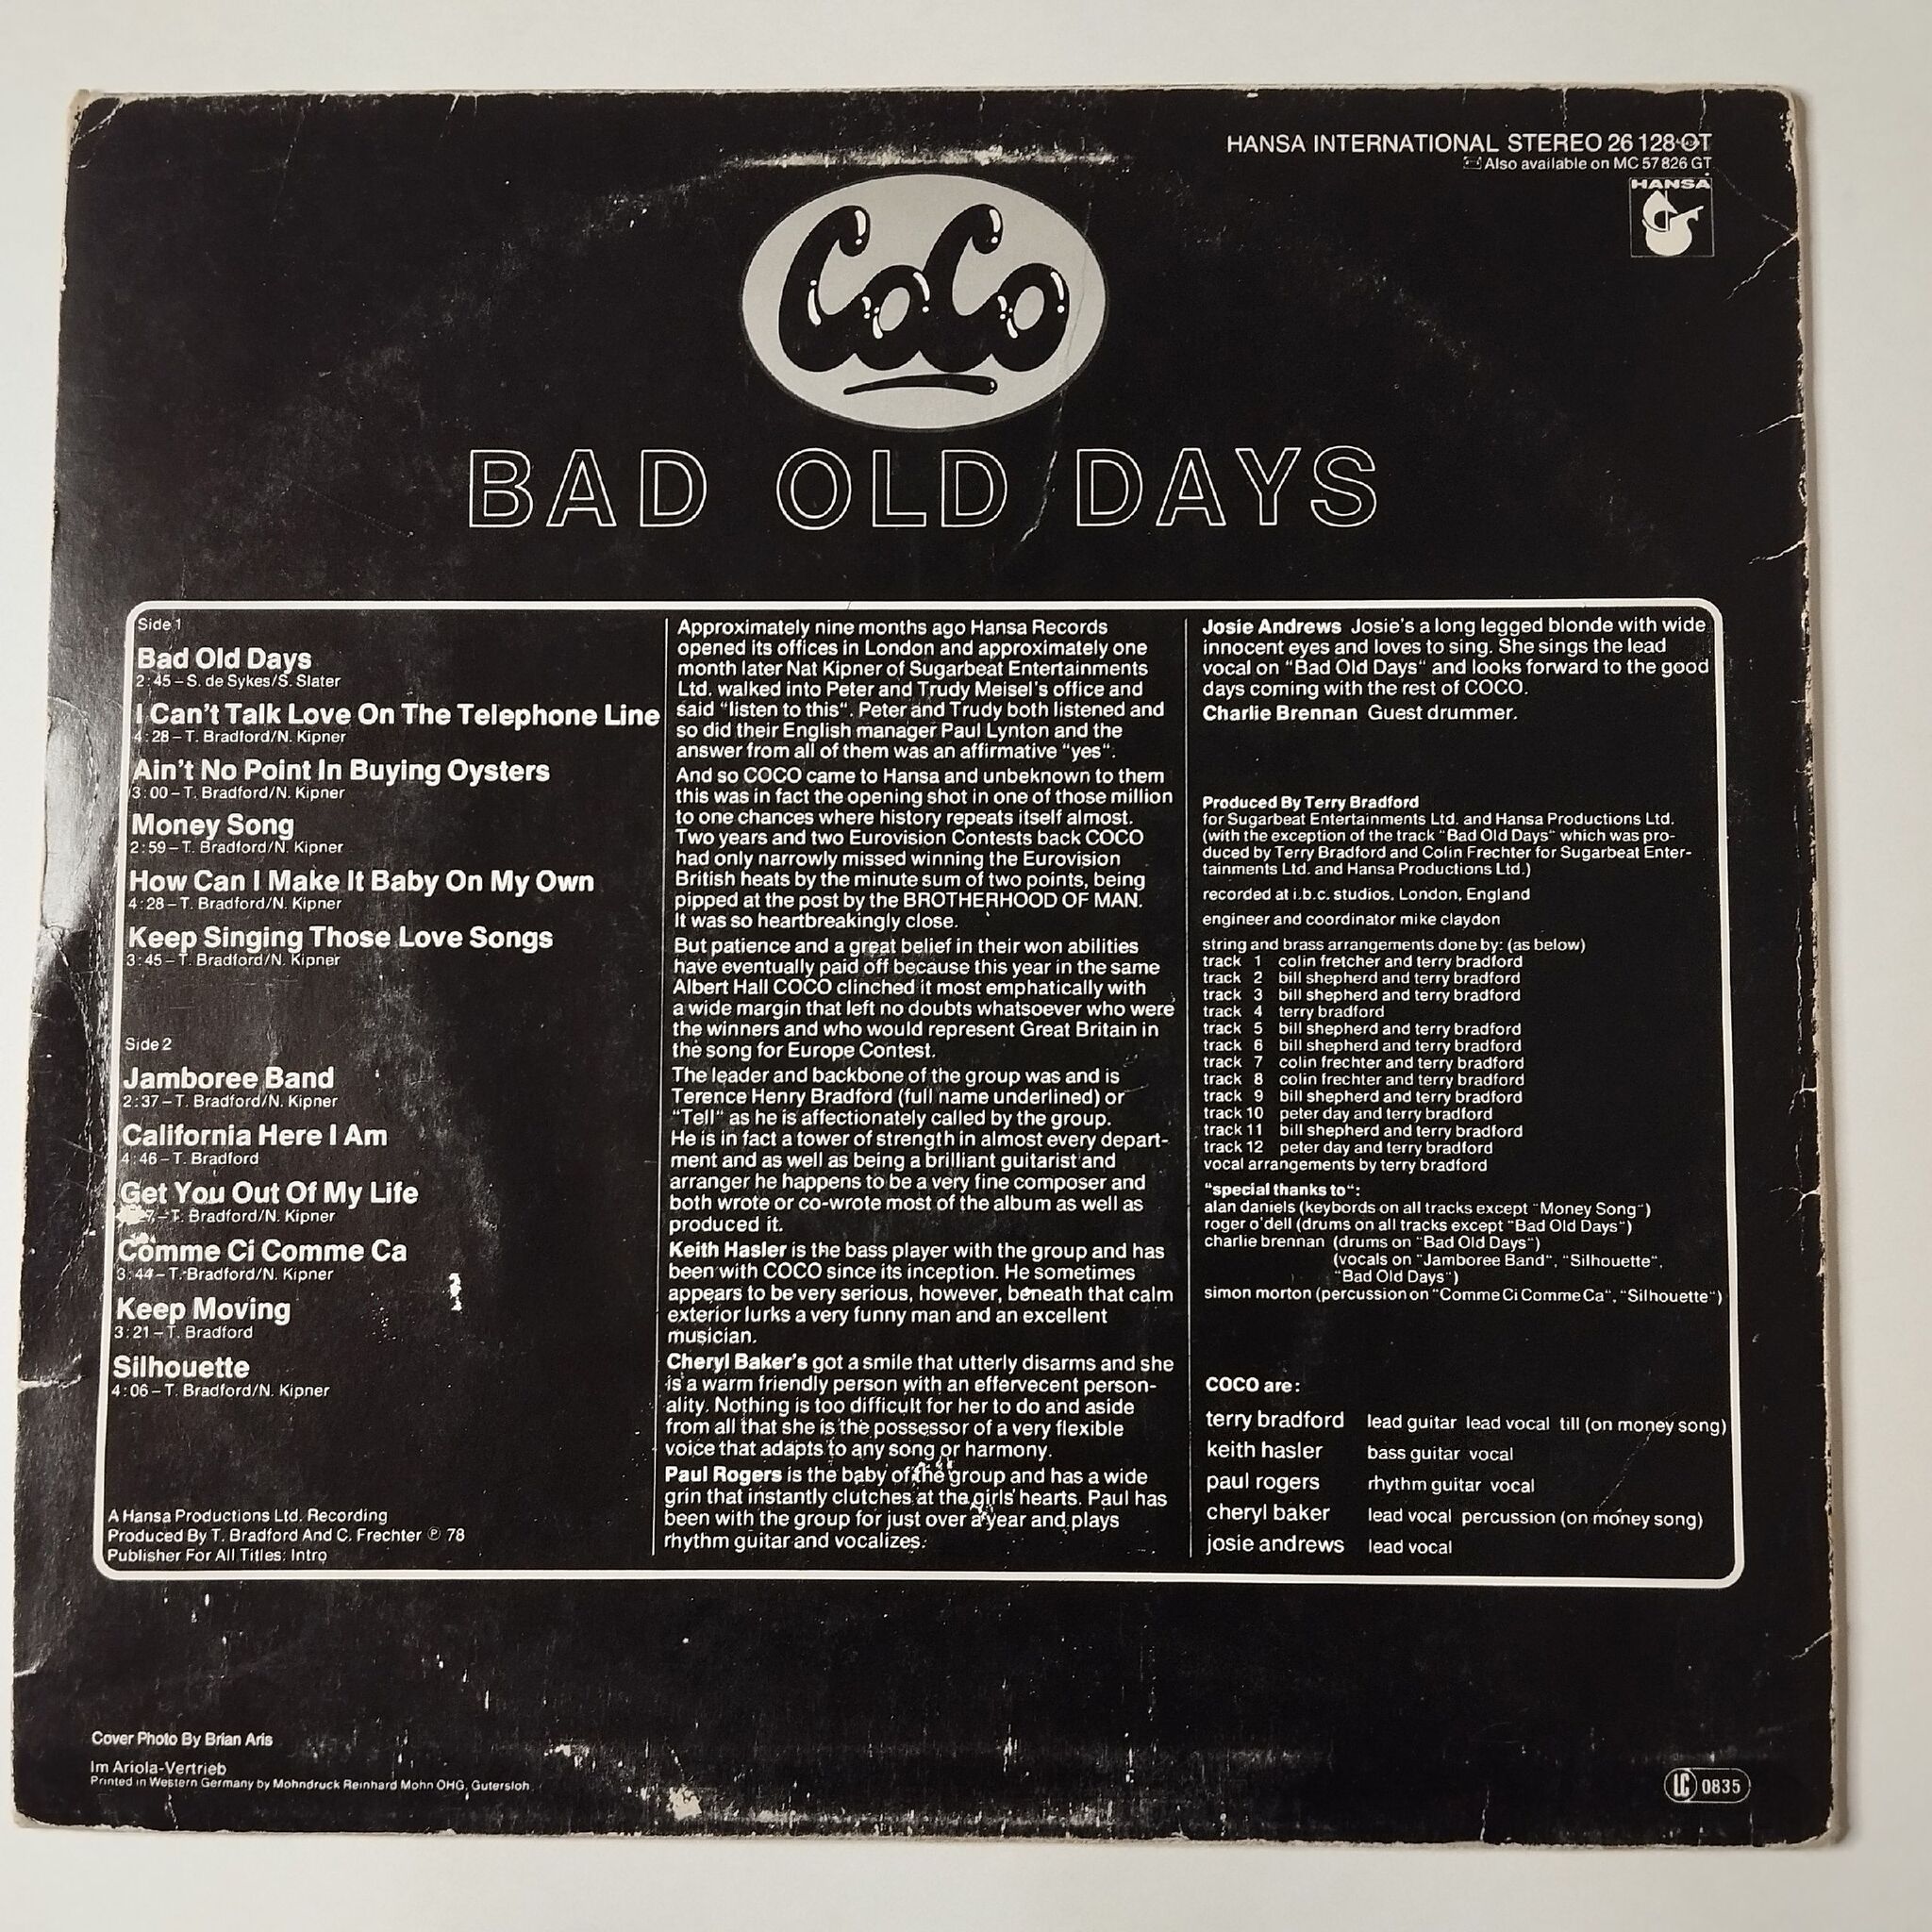 HANSA INTERNATIONAL STEREO 26 128 OT
Also available on MC 57 826 GT
HANSA
CoCo
BAD OLD DAYS
Side 1
Bad Old Days
2:45 – S. de Sykes/S. Slater
I Can't Talk Love On The Telephone Line
4:28 – T. Bradford/N. Kipner
Ain't No Point In Buying Oysters
3:00 – T. Bradford/N. Kipner
Money Song
2:59 – T. Bradford/N. Kipner
How Can I Make It Baby On My Own
4:28 – T. Bradford/N. Kipner
Keep Singing Those Love Songs
3:45 – T. Bradford/N. Kipner
Side 2
Jamboree Band
2:37 – T. Bradford/N. Kipner
California Here I Am
4:46 – T. Bradford
Get You Out Of My Life
T. Bradford/N. Kipner
Comme Ci Comme Ca
3:44 – T. Bradford/N. Kipner
Keep Moving
3:21 – T. Bradford
Silhouette
4:06 – T. Bradford/N. Kipner
A Hansa Productions Ltd. Recording
Produced By T. Bradford And C. Frechter ℗ 78
Publisher For All Titles: Intro
Approximately nine months ago Hansa Records
opened its offices in London and approximately one
month later Nat Kipner of Sugarbeat Entertainments
Ltd. walked into Peter and Trudy Meisel's office and
said "listen to this". Peter and Trudy both listened and
so did their English manager Paul Lynton and the
answer from all of them was an affirmative "yes".
And so COCO came to Hansa and unbeknown to them
this was in fact the opening shot in one of those million
to one chances where history repeats itself almost.
Two years and two Eurovision Contests back COCO
had only narrowly missed winning the Eurovision
British heats by the minute sum of two points, being
pipped at the post by the BROTHERHOOD OF MAN.
It was so heartbreakingly close.
But patience and a great belief in their won abilities
have eventually paid off because this year in the same
Albert Hall COCO clinched it most emphatically with
a wide margin that left no doubts whatsoever who were
the winners and who would represent Great Britain in
the song for Europe Contest.
The leader and backbone of the group was and is
Terence Henry Bradford (full name underlined) or
"Tell" as he is affectionately called by the group.
He is in fact a tower of strength in almost every depart-
ment and as well as being a brilliant guitarist and
arranger he happens to be a very fine composer and
both wrote or co-wrote most of the album as well as
produced it.
Keith Hasler is the bass player with the group and has
been with COCO since its inception. He sometimes
appears to be very serious, however, beneath that calm
exterior lurks a very funny man and an excellent
musician.
Cheryl Baker's got a smile that utterly disarms and she
is a warm friendly person with an effervecent person-
ality. Nothing is too difficult for her to do and aside
from all that she is the possessor of a very flexible
voice that adapts to any song or harmony.
Paul Rogers is the baby of the group and has a wide
grin that instantly clutches at the girls' hearts. Paul has
been with the group for just over a year and plays
rhythm guitar and vocalizes.
Josie Andrews Josie's a long legged blonde with wide
innocent eyes and loves to sing. She sings the lead
vocal on "Bad Old Days" and looks forward to the good
days coming with the rest of COCO.
Charlie Brennan Guest drummer.
Produced By Terry Bradford
for Sugarbeat Entertainments Ltd. and Hansa Productions Ltd.
(with the exception of the track "Bad Old Days" which was pro-
duced by Terry Bradford and Colin Frechter for Sugarbeat Enter-
tainments Ltd. and Hansa Productions Ltd.)
recorded at i.b.c. studios, London, England
engineer and coordinator mike claydon
string and brass arrangements done by: (as below)
track 1 colin fretcher and terry bradford
track 2 bill shepherd and terry bradford
track 3 bill shepherd and terry bradford
track 4 terry bradford
track 5 bill shepherd and terry bradford
track 6 bill shepherd and terry bradford
track 7 colin frechter and terry bradford
track 8 colin frechter and terry bradford
track 9 bill shepherd and terry bradford
track 10 peter day and terry bradford
track 11 bill shepherd and terry bradford
track 12 peter day and terry bradford
vocal arrangements by terry bradford
"special thanks to":
alan daniels (keybords on all tracks except "Money Song")
roger o'dell (drums on all tracks except "Bad Old Days")
charlie brennan (drums on "Bad Old Days")
(vocals on "Jamboree Band", "Silhouette",
"Bad Old Days")
simon morton (percussion on "Comme Ci Comme Ca", "Silhouette")
COCO are:
terry bradford lead guitar lead vocal till (on money song)
keith hasler bass guitar vocal
paul rogers rhythm guitar vocal
cheryl baker lead vocal percussion (on money song)
josie andrews lead vocal
Cover Photo By Brian Aris
Im Ariola-Vertrieb
Printed in Western Germany by Mohndruck Reinhard Mohn OHG, Gutersloh
LC 0835